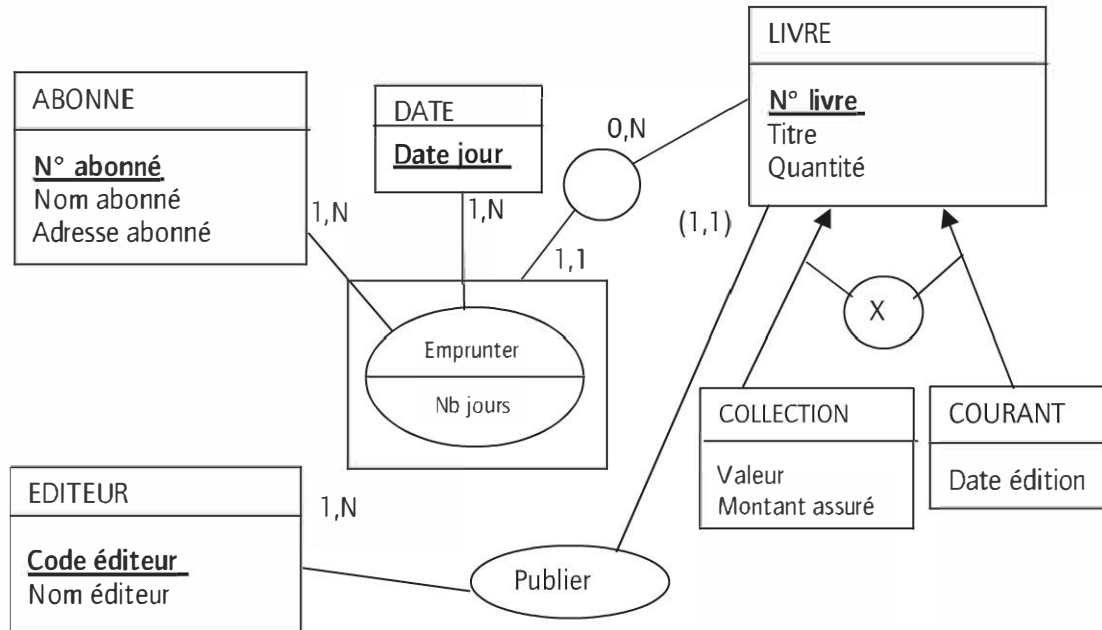 LIVRE
N° livre
Titre
Quantité
ABONNE
N° abonné
Nom abonné
Adresse abonné
DATE
Date jour
0,N
1,N
1,N
1,1
(1,1)
X
Emprunter
Nb jours
COLLECTION
Valeur
Montant assuré
COURANT
Date édition
EDITEUR
Code éditeur
Nom éditeur
1,N
Publier